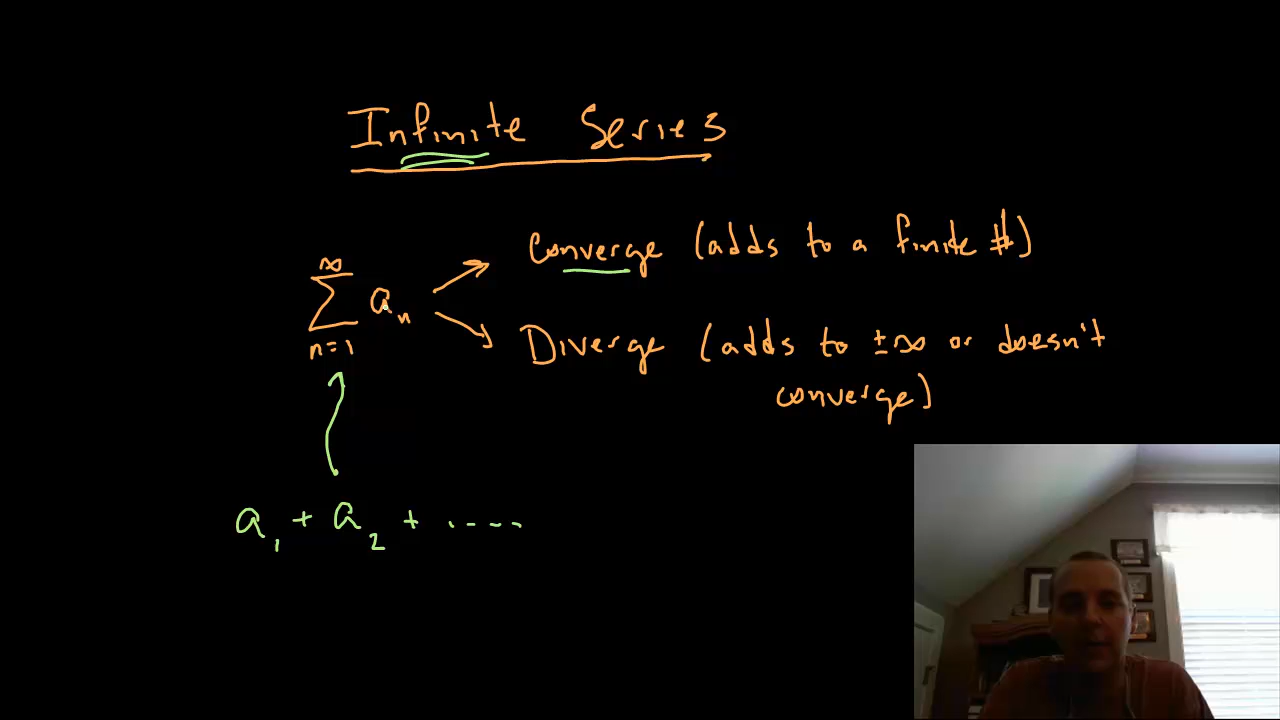 Infinite Series
∞
∑ aₙ
n=1
Converge (adds to a finite #)
Diverge (adds to ±∞ or doesn't
converge)
a₁ + a₂ + .....